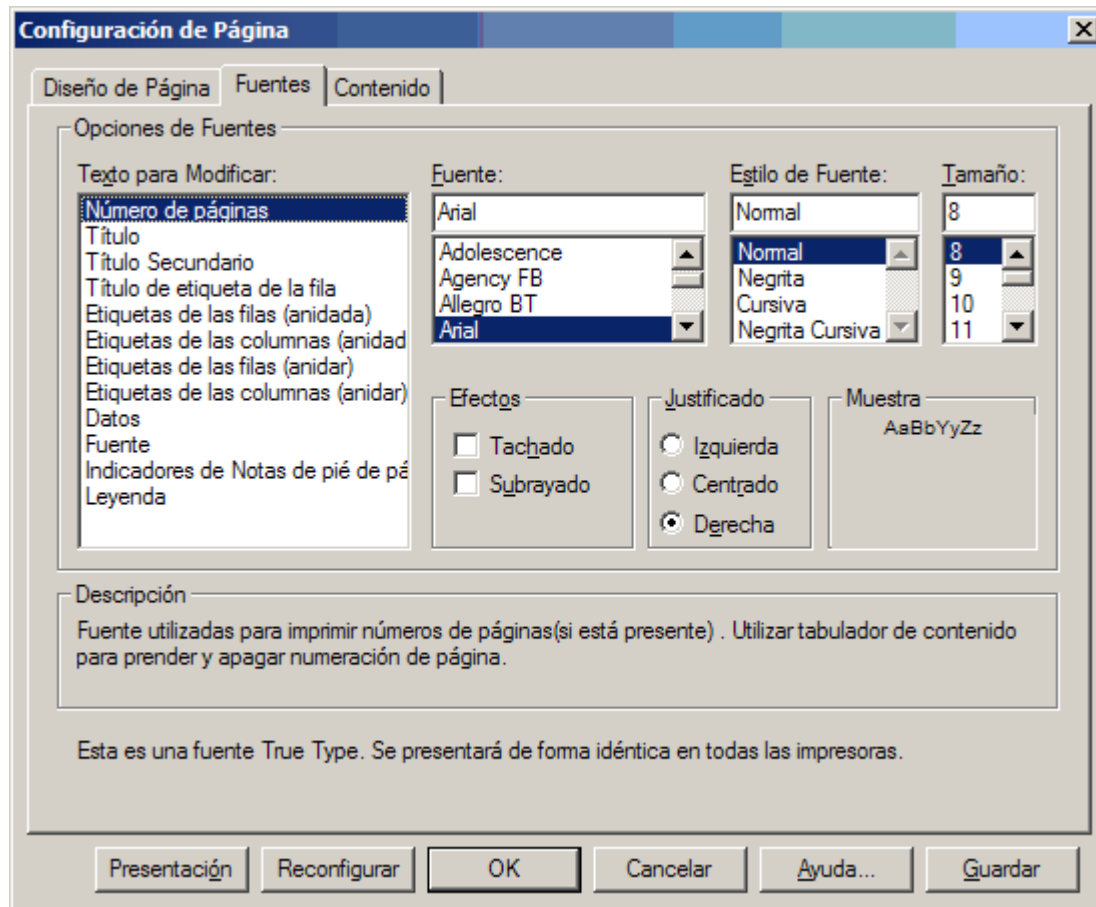 Configuración de Página
Diseño de Página Fuentes Contenido
Opciones de Fuentes
Texto para Modificar: Fuente: Estilo de Fuente: Tamaño:
Número de páginas Arial Normal 8
Título
Título Secundario
Título de etiqueta de la fila
Etiquetas de las filas (anidada)
Etiquetas de las columnas (anidad
Etiquetas de las filas (anidar)
Etiquetas de las columnas (anidar)
Datos
Fuente
Indicadores de Notas de pié de pá
Leyenda
Adolescence
Agency FB
Allegro BT
Arial
Normal
Negrita
Cursiva
Negrita Cursiva
8
9
10
11
Efectos
Tachado
Subrayado
Justificado
Izquierda
Centrado
Derecha
Muestra
AaBbYyZz
Descripción
Fuente utilizadas para imprimir números de páginas(si está presente) . Utilizar tabulador de contenido
para prender y apagar numeración de página.
Esta es una fuente True Type. Se presentará de forma idéntica en todas las impresoras.
Presentación Reconfigurar OK Cancelar Ayuda... Guardar